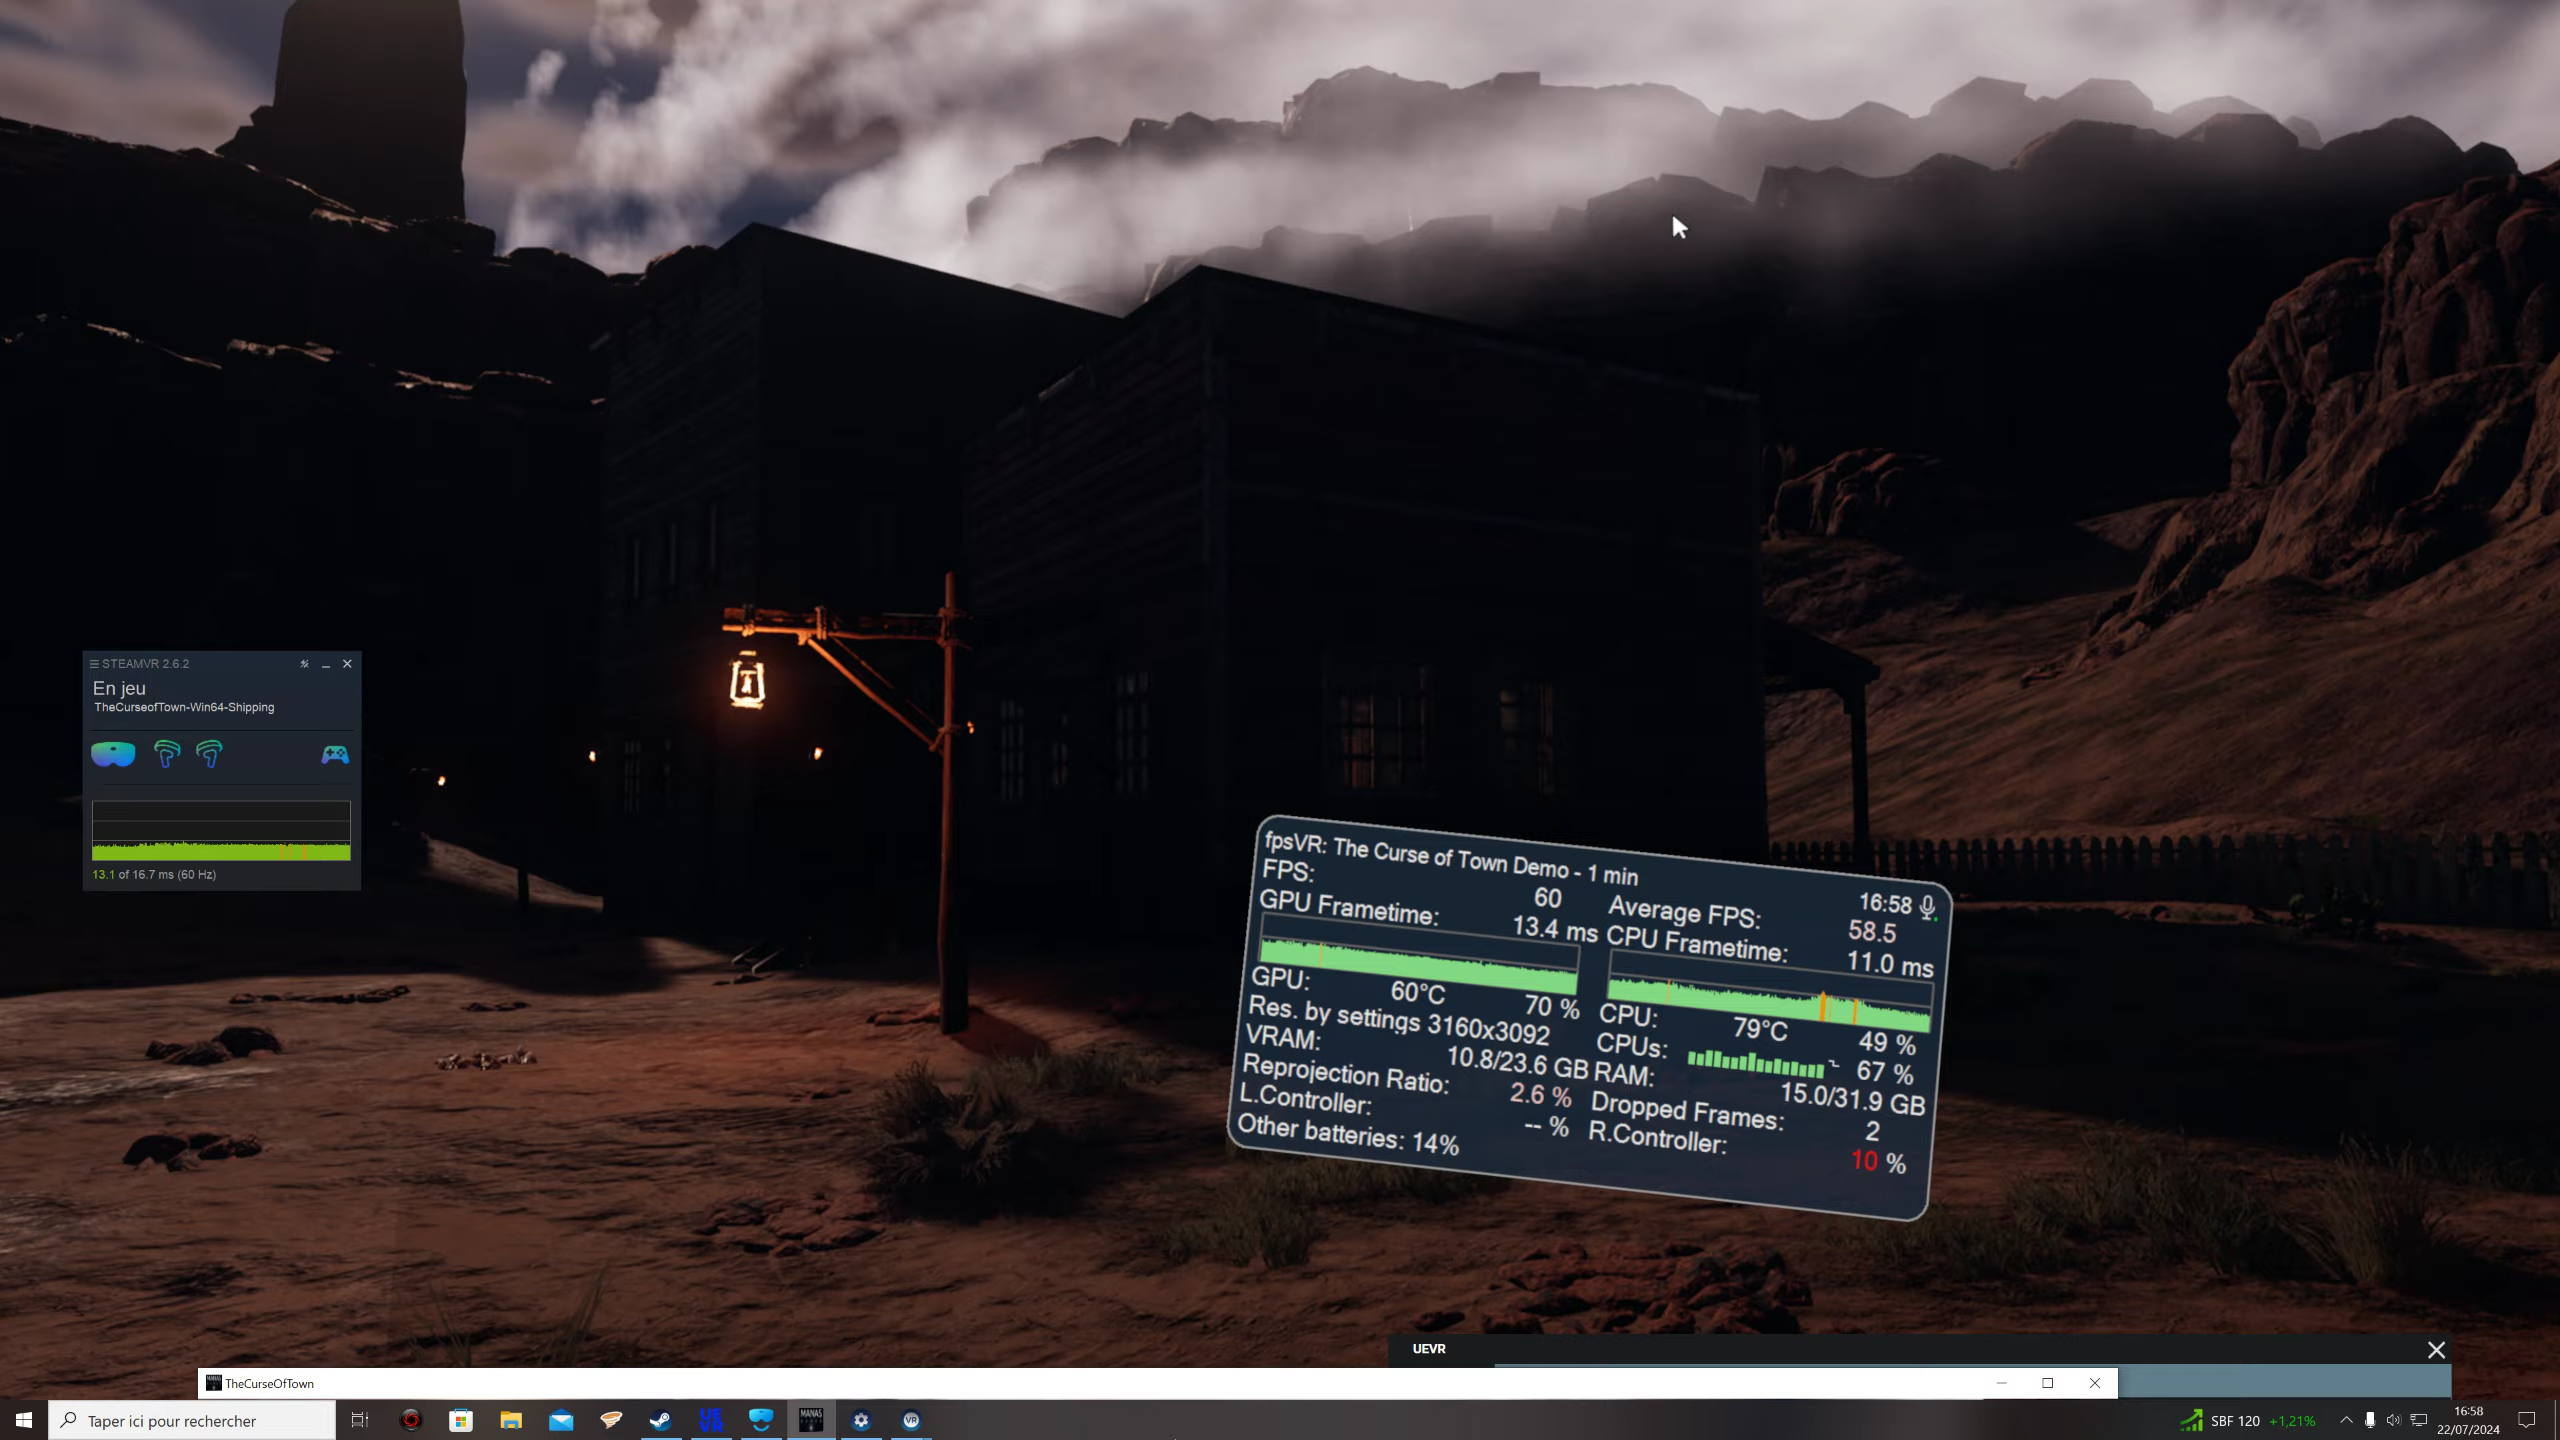 STEAMVR 2.6.2
En jeu
TheCurseofTown-Win64-Shipping
13.1 of 16.7 ms (60 Hz)
fpsVR: The Curse of Town Demo - 1 min
16:58
FPS: 60
Average FPS: 58.5
GPU Frametime: 13.4 ms
CPU Frametime: 11.0 ms
GPU: 60°C 70 %
CPU: 79°C 49 %
Res. by settings 3160x3092
CPUs: 67 %
VRAM: 10.8/23.6 GB
RAM: 15.0/31.9 GB
Reprojection Ratio: 2.6 %
Dropped Frames: 2
L.Controller: -- %
R.Controller: 10 %
Other batteries: 14%
UEVR
TheCurseOfTown
Taper ici pour rechercher
UE
VR
MANAS
VR
SBF 120 +1,21%
16:58
22/07/2024